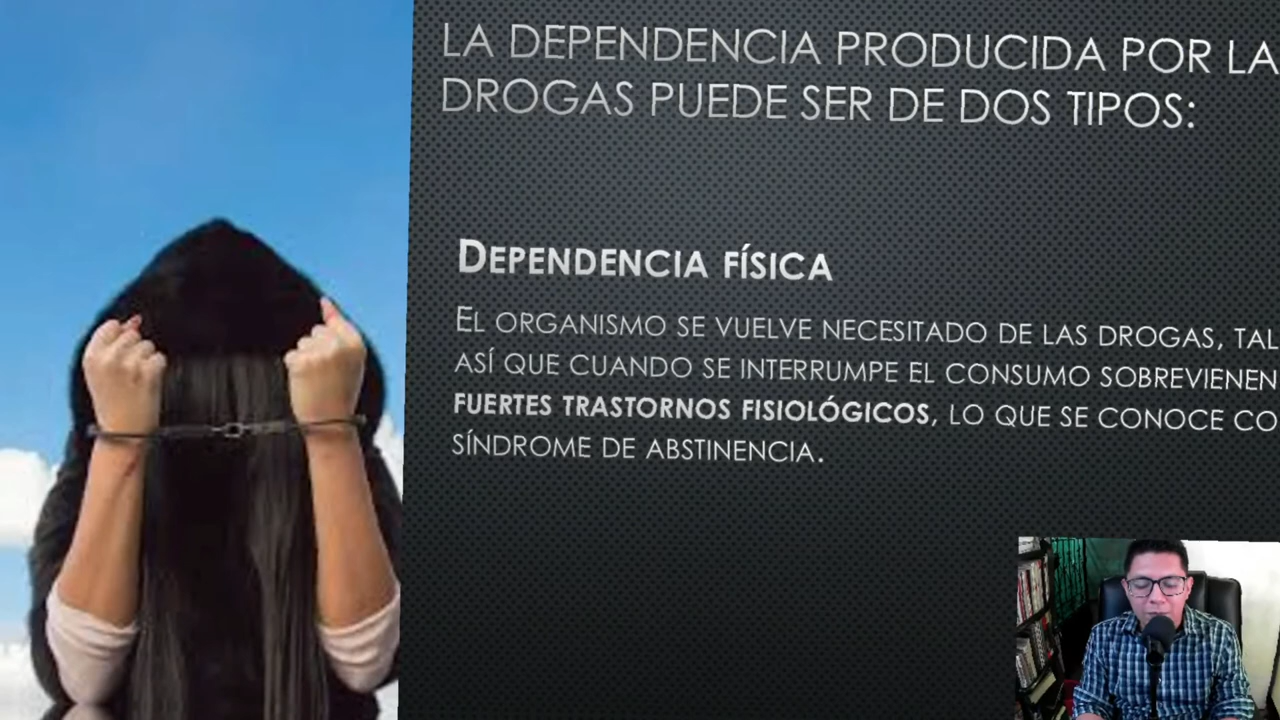 LA DEPENDENCIA PRODUCIDA POR LA
DROGAS PUEDE SER DE DOS TIPOS:
DEPENDENCIA FÍSICA
EL ORGANISMO SE VUELVE NECESITADO DE LAS DROGAS, TAL
ASÍ QUE CUANDO SE INTERRUMPE EL CONSUMO SOBREVIENEN
FUERTES TRASTORNOS FISIOLÓGICOS, LO QUE SE CONOCE CO
SÍNDROME DE ABSTINENCIA.